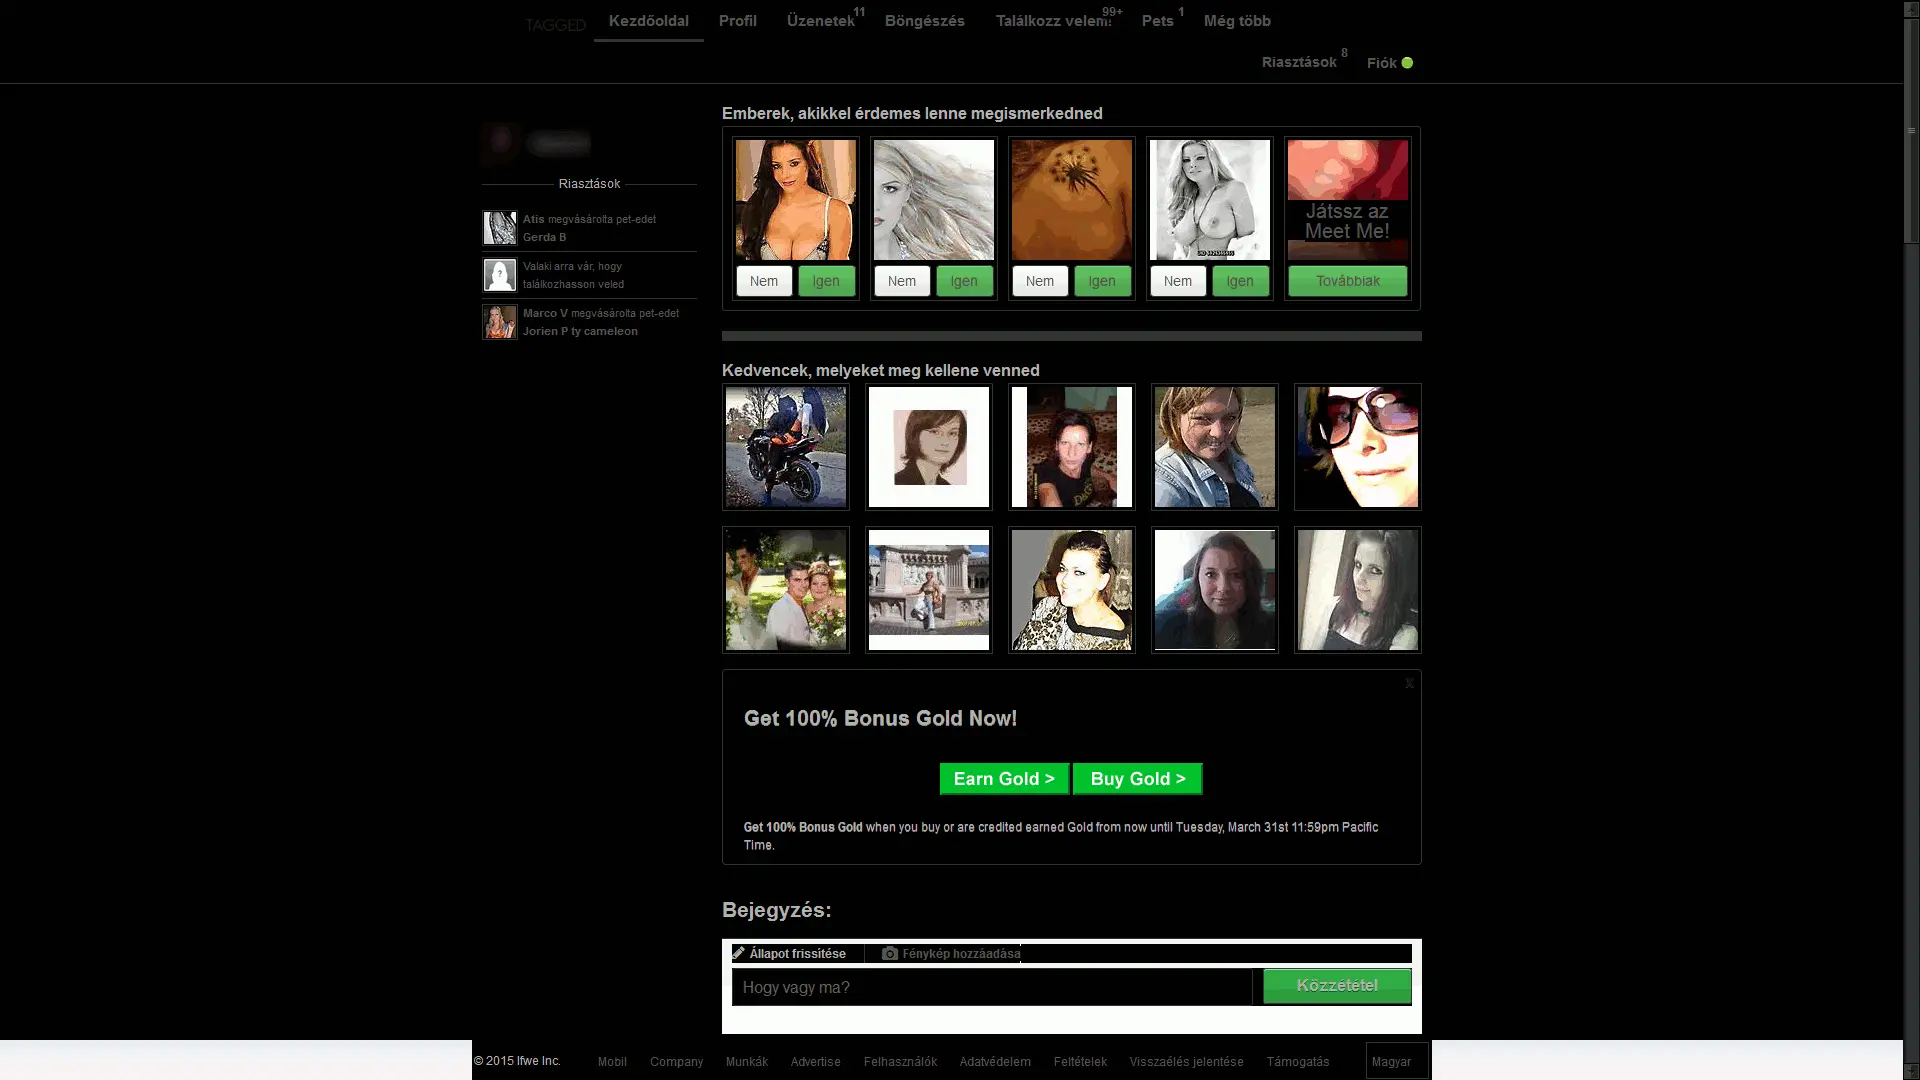 TAGGED Kezdőoldal Profil Üzenetek 11 Böngészés Találkozz velem! 99+ Pets 1 Még több
Riasztások 8 Fiók
Emberek, akikkel érdemes lenne megismerkedned
Riasztások
Atis megvásárolta pet-edet
Gerda B
Valaki arra vár, hogy
találkozhasson veled
Marco V megvásárolta pet-edet
Jorien P ty cameleon
Játssz az
Meet Me!
Nem Igen Nem Igen Nem Igen Nem Igen Továbbiak
Kedvencek, melyeket meg kellene venned
X
Get 100% Bonus Gold Now!
Earn Gold > Buy Gold >
Get 100% Bonus Gold when you buy or are credited earned Gold from now until Tuesday, March 31st 11:59pm Pacific
Time.
Bejegyzés:
Állapot frissítése Fénykép hozzáadása
Hogy vagy ma? Közzététel
© 2015 Ifwe Inc. Mobil Company Munkák Advertise Felhasználók Adatvédelem Feltételek Visszaélés jelentése Támogatás Magyar